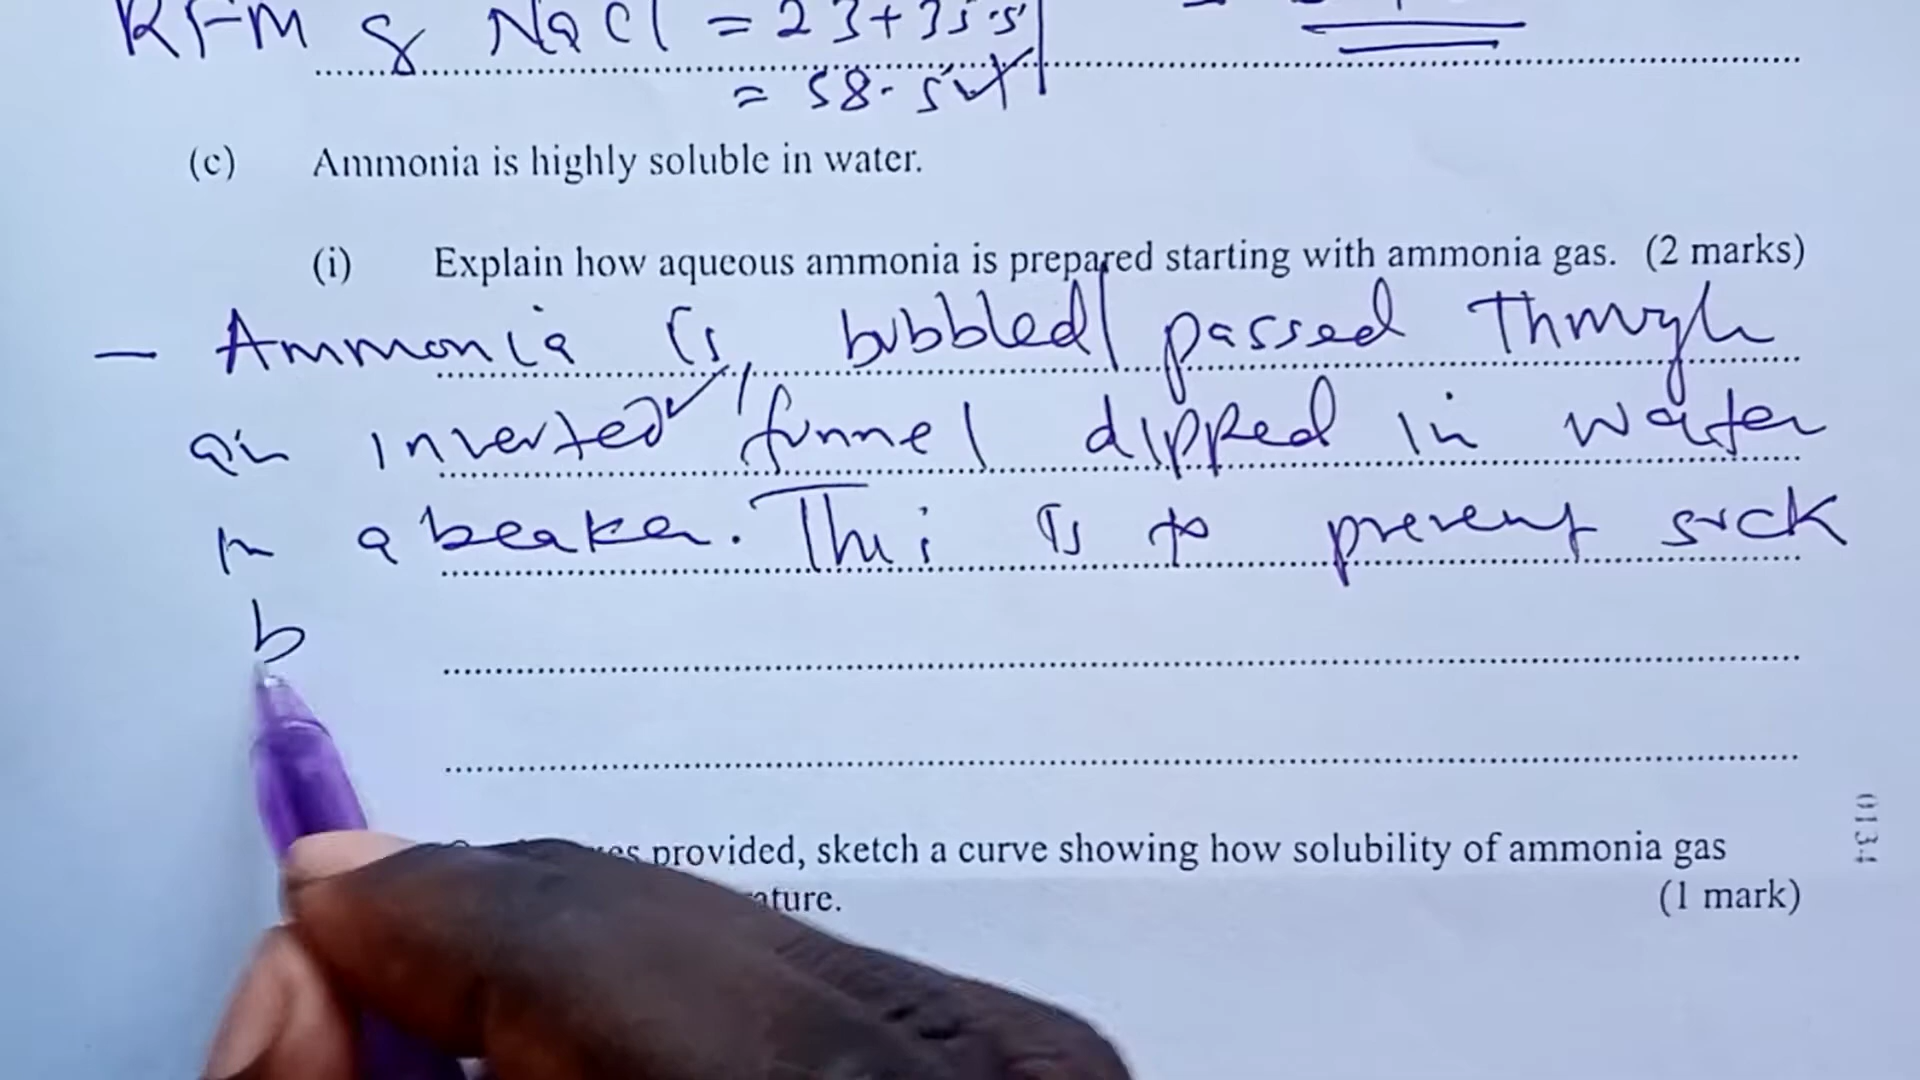 RFM of NaCl = 23+35.5
= 58.5
(c) Ammonia is highly soluble in water.
(i) Explain how aqueous ammonia is prepared starting with ammonia gas. (2 marks)
– Ammonia is bubbled/passed through
an inverted funnel dipped in water
in a beaker. This is to prevent suck
b
provided, sketch a curve showing how solubility of ammonia gas
ature. (1 mark)
0134